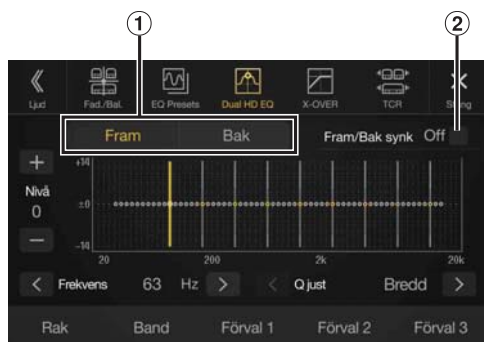 1 2
Ljud Fad./Bal. EQ Presets Dual HD EQ X-OVER TCR Stäng
Fram Bak Fram/Bak synk Off
+ +14
Nivå
0 ±0
− −14
20 200 2k 20k
< Frekvens 63 Hz > < Q just Bredd >
Rak Band Förval 1 Förval 2 Förval 3